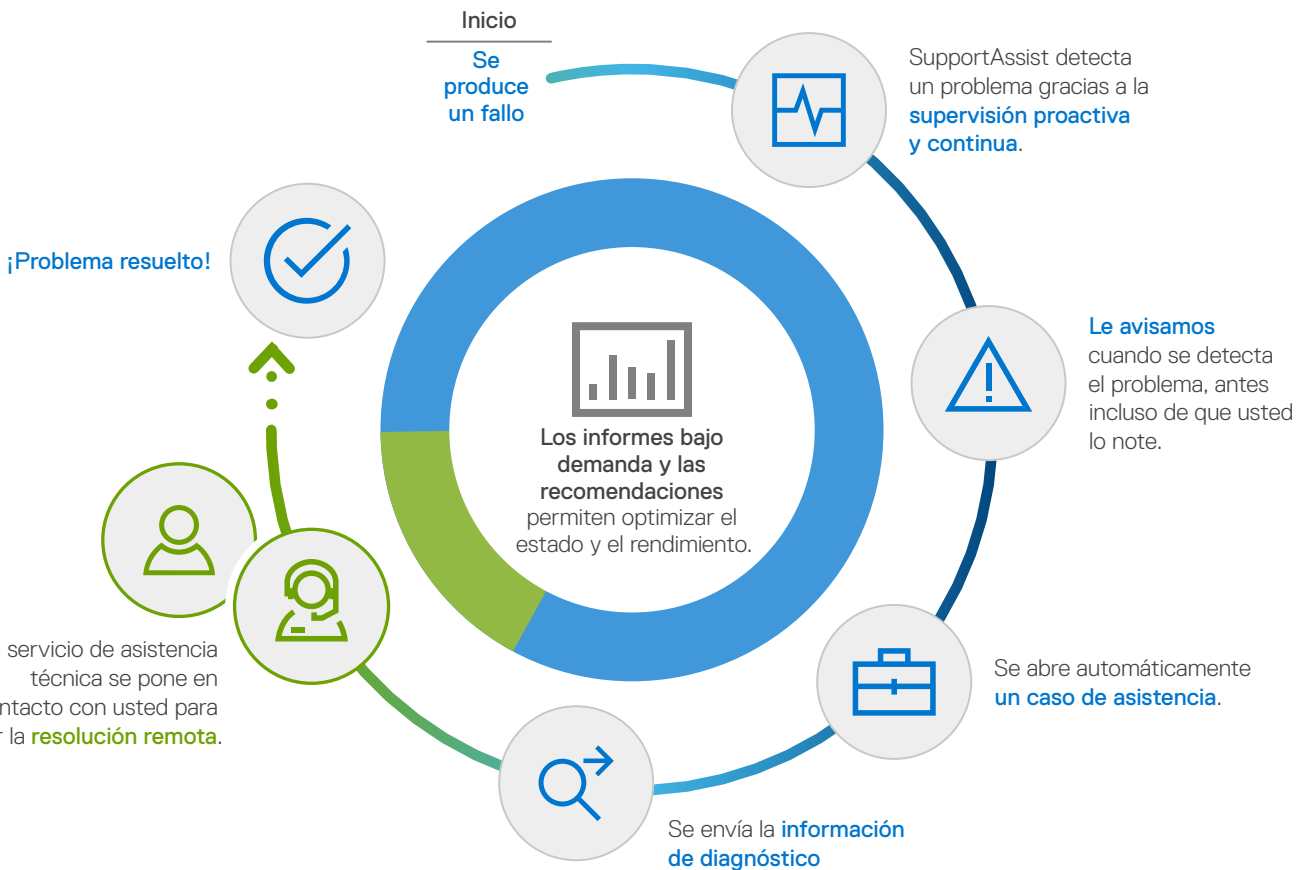 Inicio
Se
produce
un fallo
SupportAssist detecta
un problema gracias a la
supervisión proactiva
y continua.
Le avisamos
cuando se detecta
el problema, antes
incluso de que usted
lo note.
Se abre automáticamente
un caso de asistencia.
Se envía la información
de diagnóstico
servicio de asistencia
técnica se pone en
ntacto con usted para
la resolución remota.
¡Problema resuelto!
Los informes bajo
demanda y las
recomendaciones
permiten optimizar el
estado y el rendimiento.